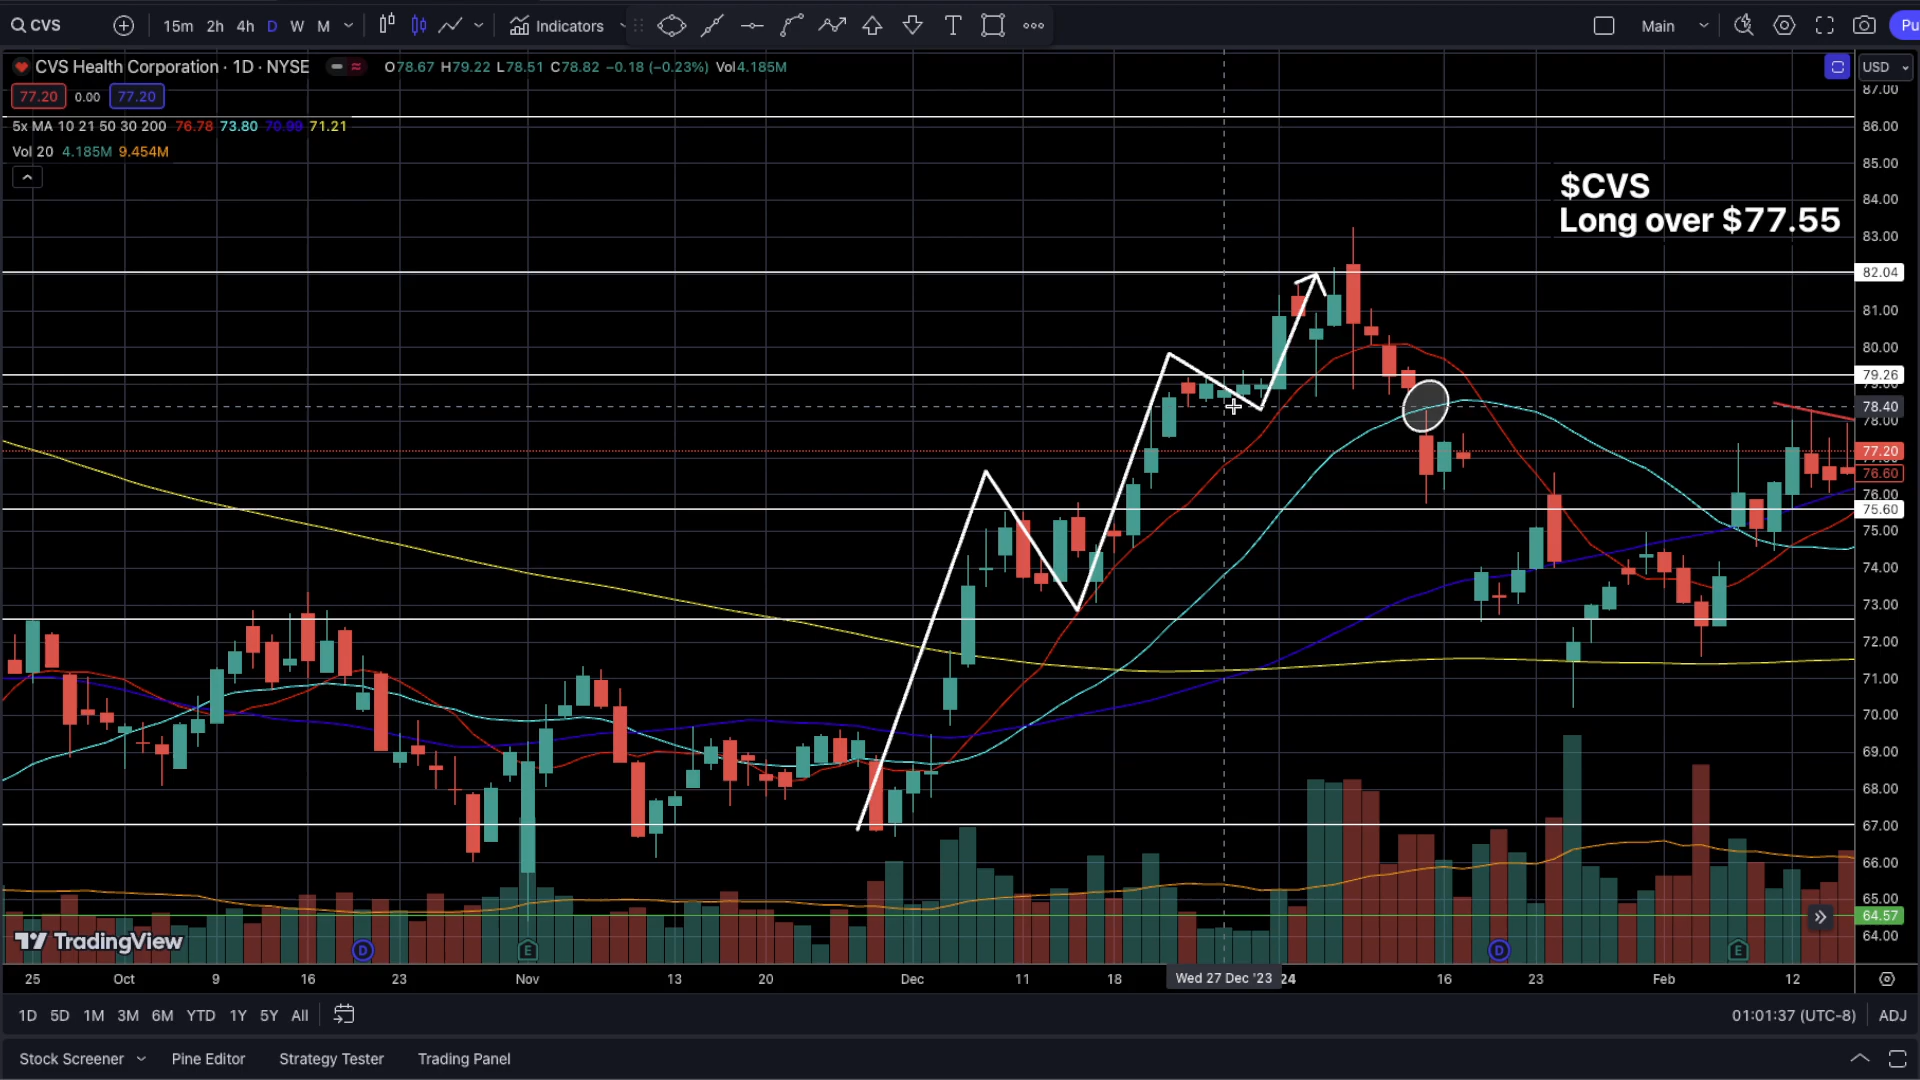 CVS
15m 2h 4h D W M
Indicators
Main
Pu
CVS Health Corporation · 1D · NYSE
O78.67 H79.22 L78.51 C78.82 −0.18 (−0.23%) Vol4.185M
USD
77.20 0.00 77.20
5x MA 10 21 50 30 200 76.78 73.80 70.99 71.21
Vol 20 4.185M 9.454M
$CVS
Long over $77.55
87.00
86.00
85.00
84.00
83.00
82.04
81.00
80.00
79.26
79.00
78.40
78.00
77.20
76.60
76.00
75.60
75.00
74.00
73.00
72.00
71.00
70.00
69.00
68.00
67.00
66.00
65.00
64.57
64.00
TradingView
D
E
D
E
25 Oct 9 16 23 Nov 13 20 Dec 11 18 Wed 27 Dec '23 24 16 23 Feb 12
1D 5D 1M 3M 6M YTD 1Y 5Y All
01:01:37 (UTC-8) ADJ
Stock Screener Pine Editor Strategy Tester Trading Panel